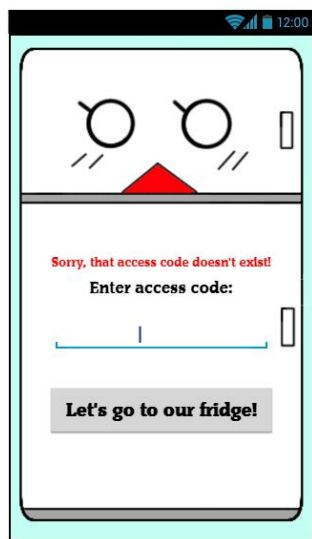 12:00
Sorry, that access code doesn't exist!
Enter access code:
Let's go to our fridge!